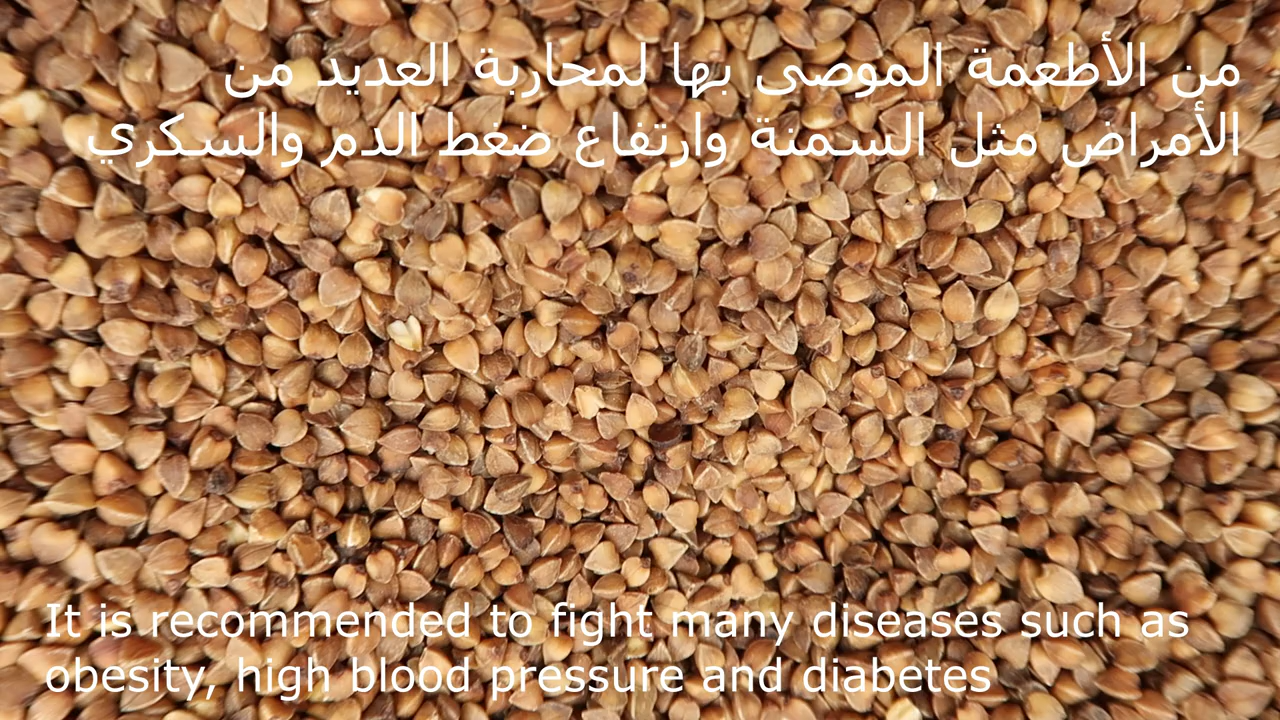 من الأطعمة الموصى بها لمحاربة العديد من
الأمراض مثل السمنة وارتفاع ضغط الدم والسكري
It is recommended to fight many diseases such as
obesity, high blood pressure and diabetes